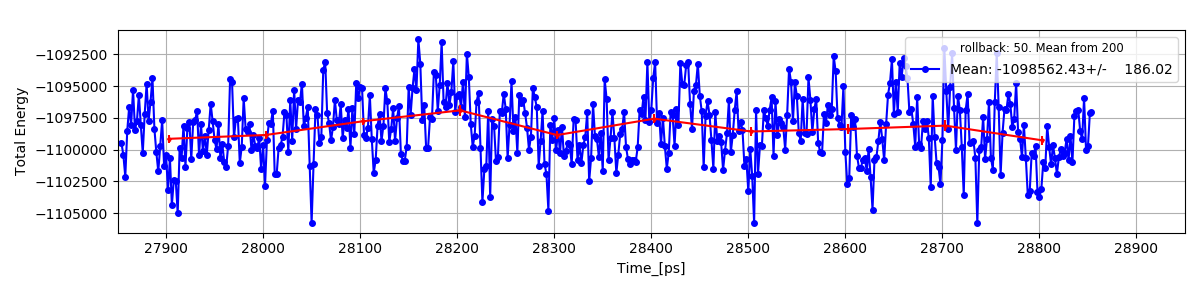 rollback: 50. Mean from 200
Mean: -1098562.43+/- 186.02
Total Energy
−1092500
−1095000
−1097500
−1100000
−1102500
−1105000
27900 28000 28100 28200 28300 28400 28500 28600 28700 28800 28900
Time_[ps]